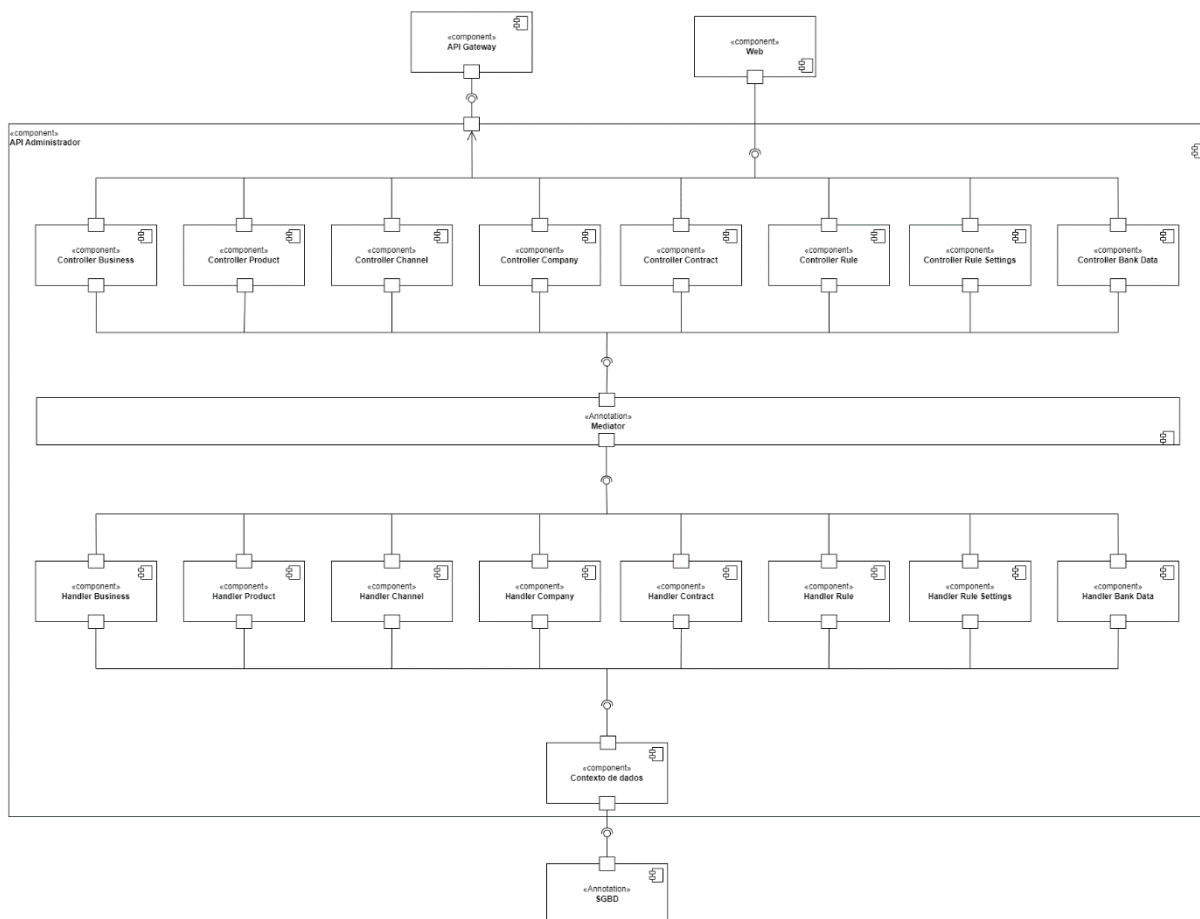 «component»
API Gateway
«component»
Web
«component»
API Administrador
«component»
Controller Business
«component»
Controller Product
«component»
Controller Channel
«component»
Controller Company
«component»
Controller Contract
«component»
Controller Rule
«component»
Controller Rule Settings
«component»
Controller Bank Data
«Annotation»
Mediator
«component»
Handler Business
«component»
Handler Product
«component»
Handler Channel
«component»
Handler Company
«component»
Handler Contract
«component»
Handler Rule
«component»
Handler Rule Settings
«component»
Handler Bank Data
«component»
Contexto de dados
«Annotation»
SGBD